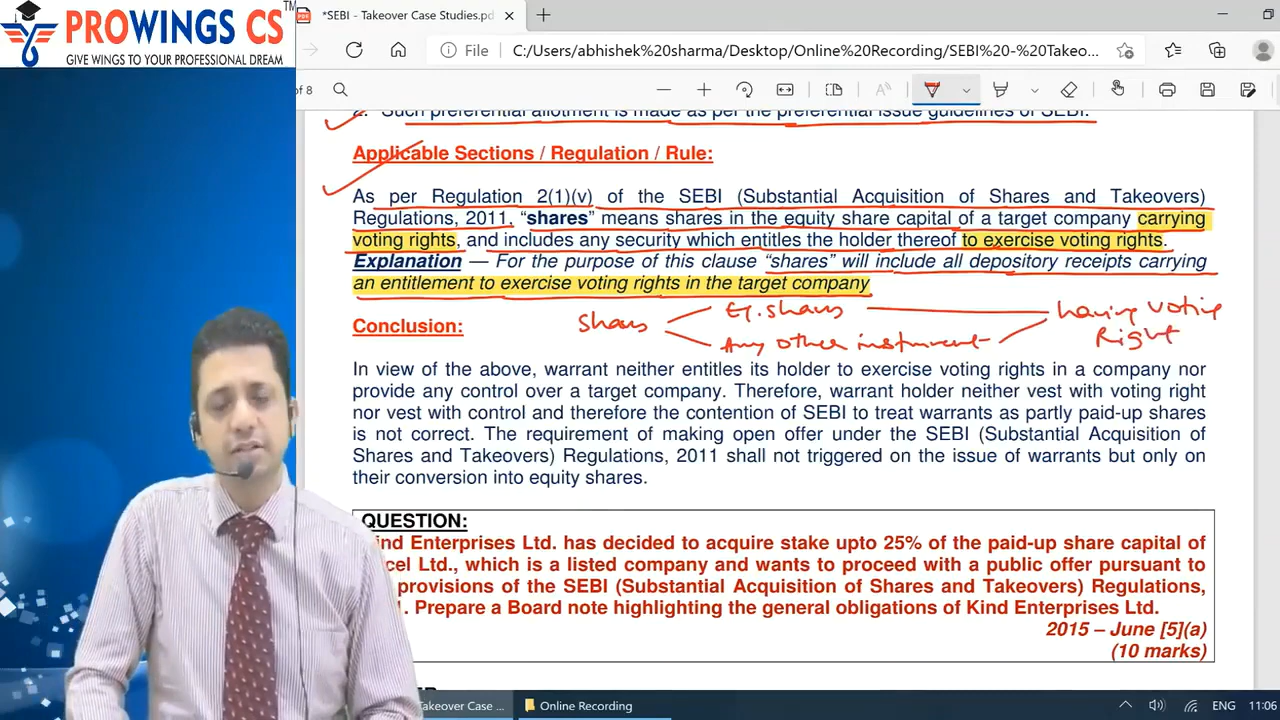 PROWINGS CS
TM
GIVE WINGS TO YOUR PROFESSIONAL DREAM
*SEBI - Takeover Case Studies.pd
File
C:/Users/abhishek%20sharma/Desktop/Online%20Recording/SEBI%20-%20Takeo...
of 8
2. Such preferential allotment is made as per the preferential issue guidelines of SEBI.
Applicable Sections / Regulation / Rule:
As per Regulation 2(1)(v) of the SEBI (Substantial Acquisition of Shares and Takeovers)
Regulations, 2011. “shares” means shares in the equity share capital of a target company carrying
voting rights, and includes any security which entitles the holder thereof to exercise voting rights.
Explanation — For the purpose of this clause “shares” will include all depository receipts carrying
an entitlement to exercise voting rights in the target company
Shares
Eq. shares
having voting
Right
Any other instrument
Conclusion:
In view of the above, warrant neither entitles its holder to exercise voting rights in a company nor
provide any control over a target company. Therefore, warrant holder neither vest with voting right
nor vest with control and therefore the contention of SEBI to treat warrants as partly paid-up shares
is not correct. The requirement of making open offer under the SEBI (Substantial Acquisition of
Shares and Takeovers) Regulations, 2011 shall not triggered on the issue of warrants but only on
their conversion into equity shares.
QUESTION:
ind Enterprises Ltd. has decided to acquire stake upto 25% of the paid-up share capital of
cel Ltd., which is a listed company and wants to proceed with a public offer pursuant to
provisions of the SEBI (Substantial Acquisition of Shares and Takeovers) Regulations,
1. Prepare a Board note highlighting the general obligations of Kind Enterprises Ltd.
2015 – June [5](a)
(10 marks)
Takeover Case ...
Online Recording
ENG
11:06